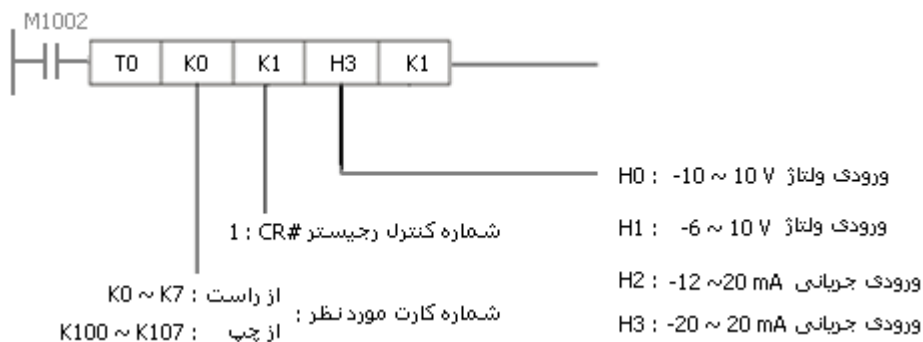 M1002
T0 K0 K1 H3 K1
H0 : -10 ~ 10 V ورودی ولتاژ
شماره کنترل رجیستر CR# : 1
H1 : -6 ~ 10 V ورودی ولتاژ
H2 : -12 ~20 mA ورودی جریانی
شماره کارت مورد نظر :
از راست : K0 ~ K7
از چپ : K100 ~ K107
H3 : -20 ~ 20 mA ورودی جریانی